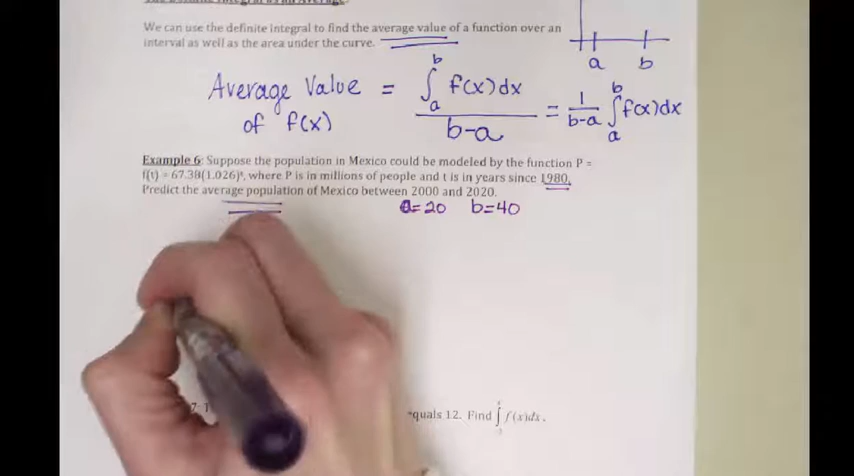 We can use the definite integral to find the average value of a function over an
interval as well as the area under the curve.
a b
Average Value of f(x) = ∫_a^b f(x)dx / b-a = 1/b-a ∫_a^b f(x)dx
Example 6: Suppose the population in Mexico could be modeled by the function P =
f(t) = 67.38(1.026)ᵗ, where P is in millions of people and t is in years since 1980.
Predict the average population of Mexico between 2000 and 2020.
a=20 b=40
equals 12. Find ∫ f(x)dx.